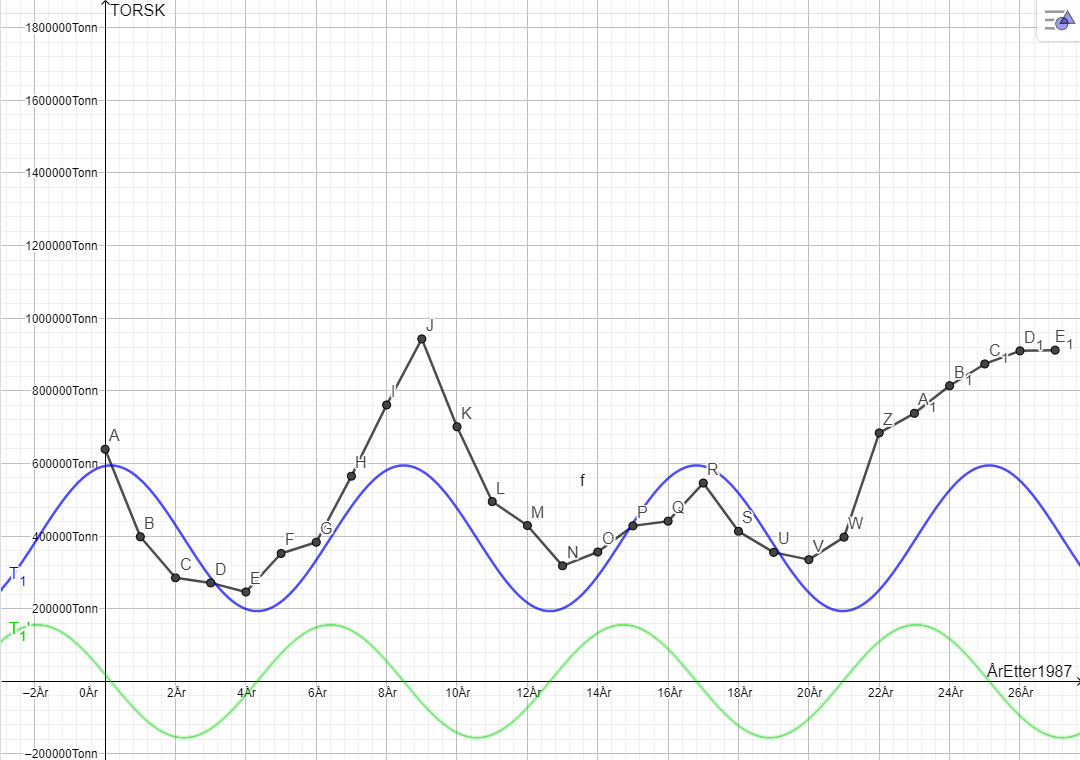 TORSK
1800000Tonn
1600000Tonn
1400000Tonn
1200000Tonn
1000000Tonn
800000Tonn
600000Tonn
400000Tonn
200000Tonn
−200000Tonn
A
B
C
D
E
F
G
H
I
J
K
L
M
N
O
P
Q
R
S
U
V
W
Z
A1
B1
C1
D1
E1
f
T1
T1'
ÅrEtter1987
−2År
0År
2År
4År
6År
8År
10År
12År
14År
16År
18År
20År
22År
24År
26År